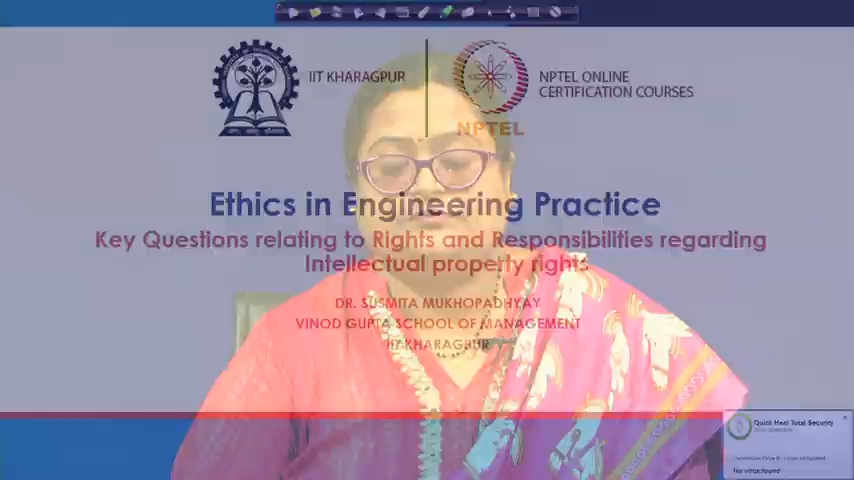 IIT KHARAGPUR
NPTEL ONLINE
CERTIFICATION COURSES
NPTEL
Ethics in Engineering Practice
Key Questions relating to Rights and Responsibilities regarding
Intellectual property rights
DR. SUSMITA MUKHOPADHYAY
VINOD GUPTA SCHOOL OF MANAGEMENT
IIT KHARAGPUR
Quick Heal Total Security
No virus found